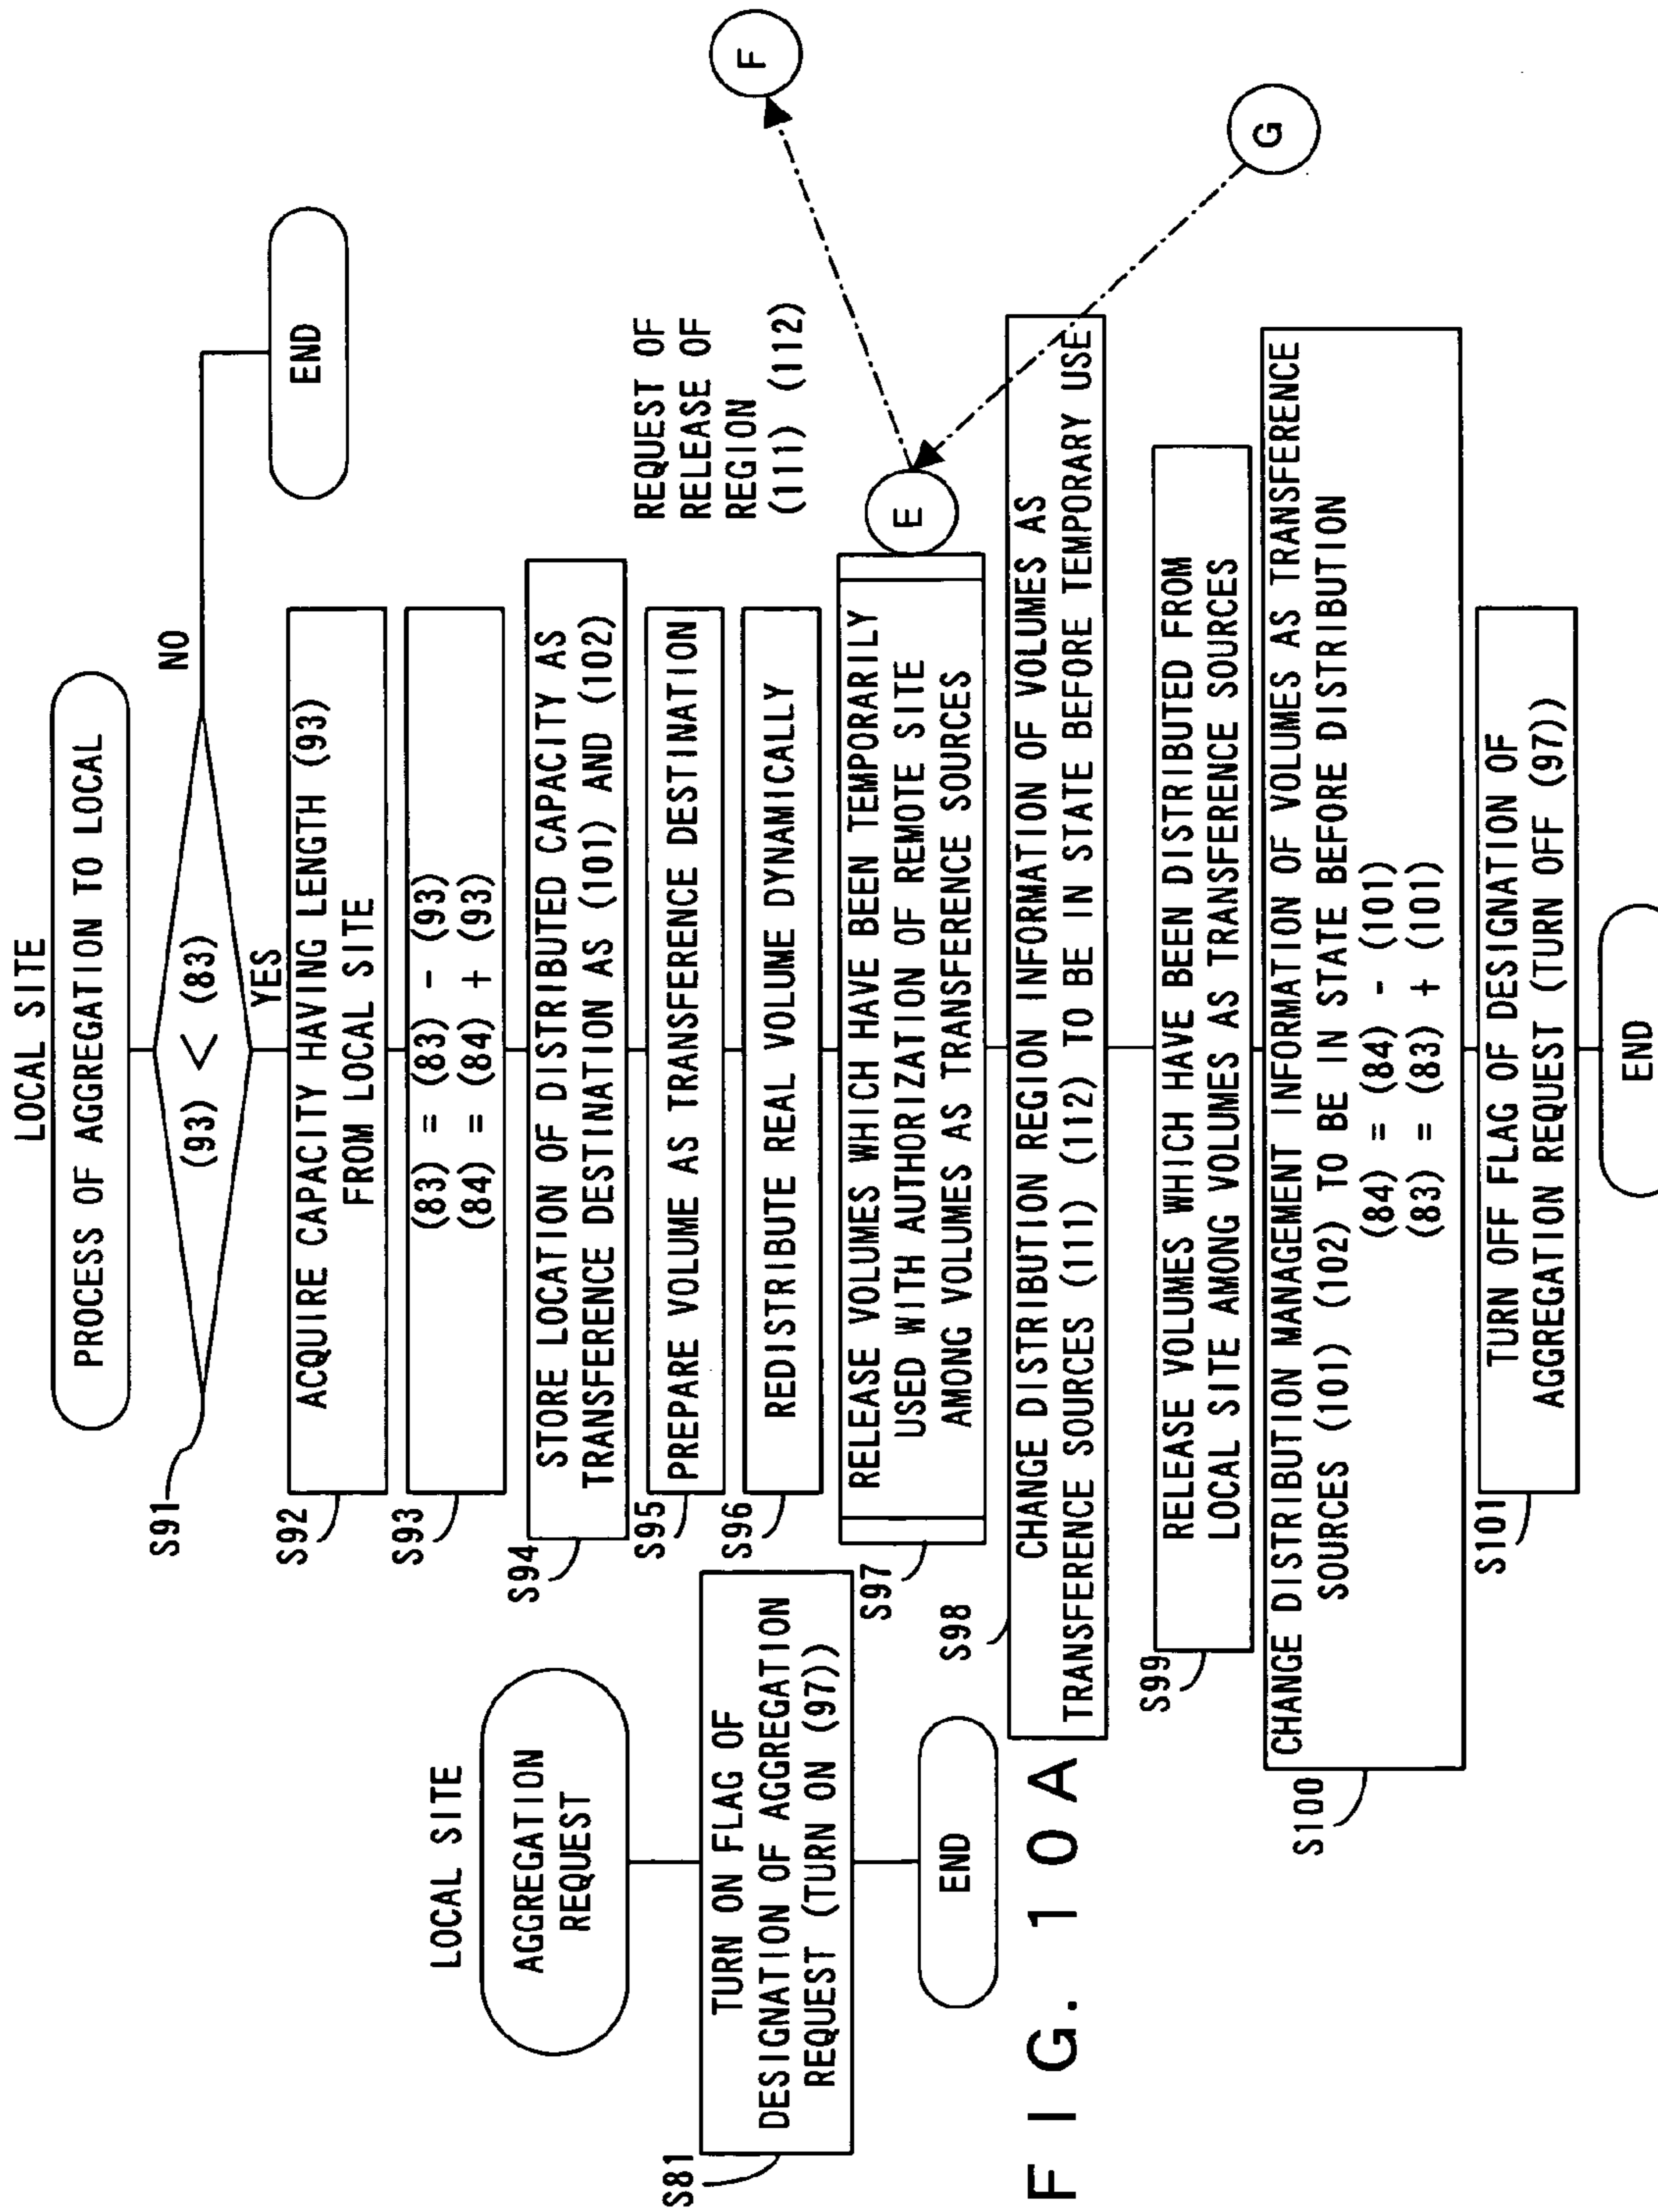 LOCAL SITE
AGGREGATION
REQUEST
S81
TURN ON FLAG OF
DESIGNATION OF AGGREGATION
REQUEST (TURN ON (97))
END
FIG. 10A
LOCAL SITE
PROCESS OF AGGREGATION TO LOCAL
S91
(93) < (83)
NO
END
YES
S92
ACQUIRE CAPACITY HAVING LENGTH (93)
FROM LOCAL SITE
S93
(83) = (83) - (93)
(84) = (84) + (93)
S94
STORE LOCATION OF DISTRIBUTED CAPACITY AS
TRANSFERENCE DESTINATION AS (101) AND (102)
S95
PREPARE VOLUME AS TRANSFERENCE DESTINATION
S96
REDISTRIBUTE REAL VOLUME DYNAMICALLY
S97
RELEASE VOLUMES WHICH HAVE BEEN TEMPORARILY
USED WITH AUTHORIZATION OF REMOTE SITE
AMONG VOLUMES AS TRANSFERENCE SOURCES
E
REQUEST OF
RELEASE OF
REGION
(111) (112)
F
G
S98
CHANGE DISTRIBUTION REGION INFORMATION OF VOLUMES AS
TRANSFERENCE SOURCES (111) (112) TO BE IN STATE BEFORE TEMPORARY USE
S99
RELEASE VOLUMES WHICH HAVE BEEN DISTRIBUTED FROM
LOCAL SITE AMONG VOLUMES AS TRANSFERENCE SOURCES
S100
CHANGE DISTRIBUTION MANAGEMENT INFORMATION OF VOLUMES AS TRANSFERENCE
SOURCES (101) (102) TO BE IN STATE BEFORE DISTRIBUTION
(84) = (84) - (101)
(83) = (83) + (101)
S101
TURN OFF FLAG OF DESIGNATION OF
AGGREGATION REQUEST (TURN OFF (97))
END